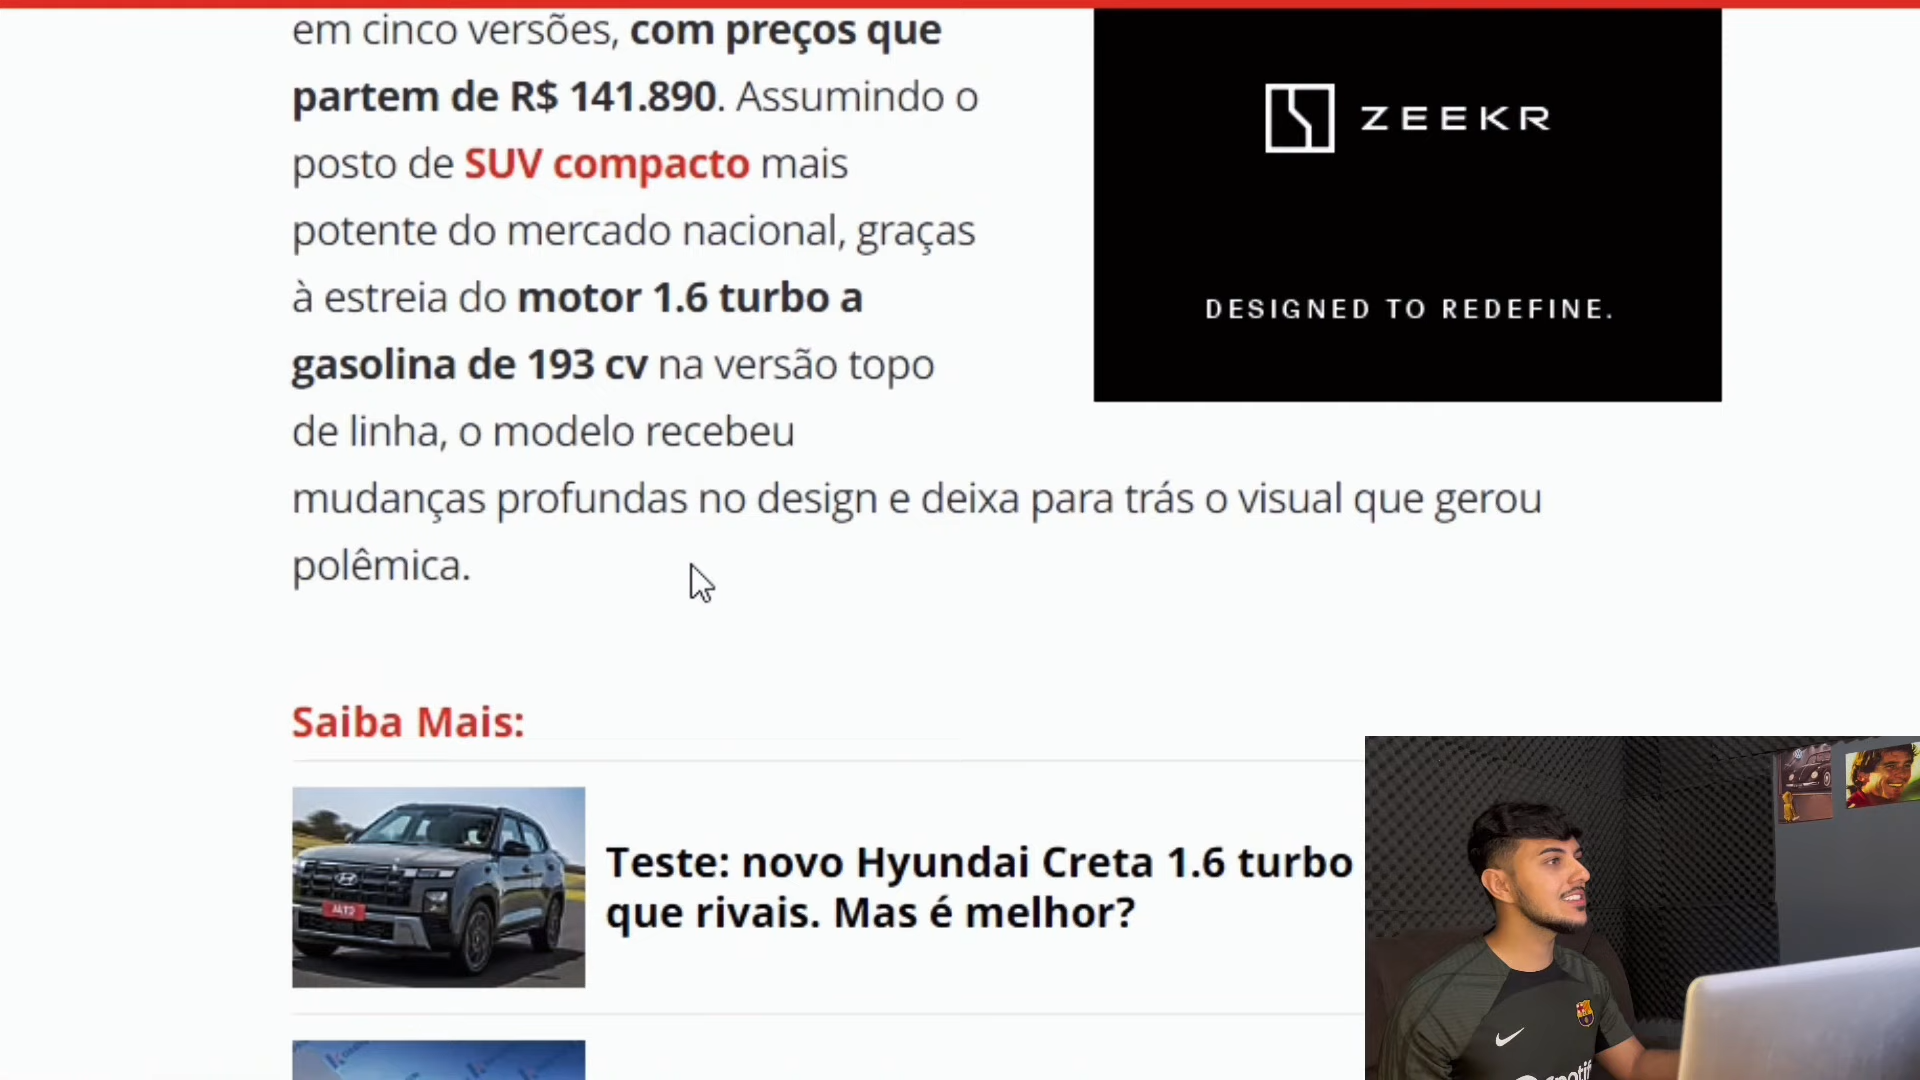 em cinco versões, com preços que
partem de R$ 141.890. Assumindo o
posto de SUV compacto mais
potente do mercado nacional, graças
à estreia do motor 1.6 turbo a
gasolina de 193 cv na versão topo
de linha, o modelo recebeu
mudanças profundas no design e deixa para trás o visual que gerou
polêmica.
ZEEKR
DESIGNED TO REDEFINE.
Saiba Mais:
Teste: novo Hyundai Creta 1.6 turbo
que rivais. Mas é melhor?